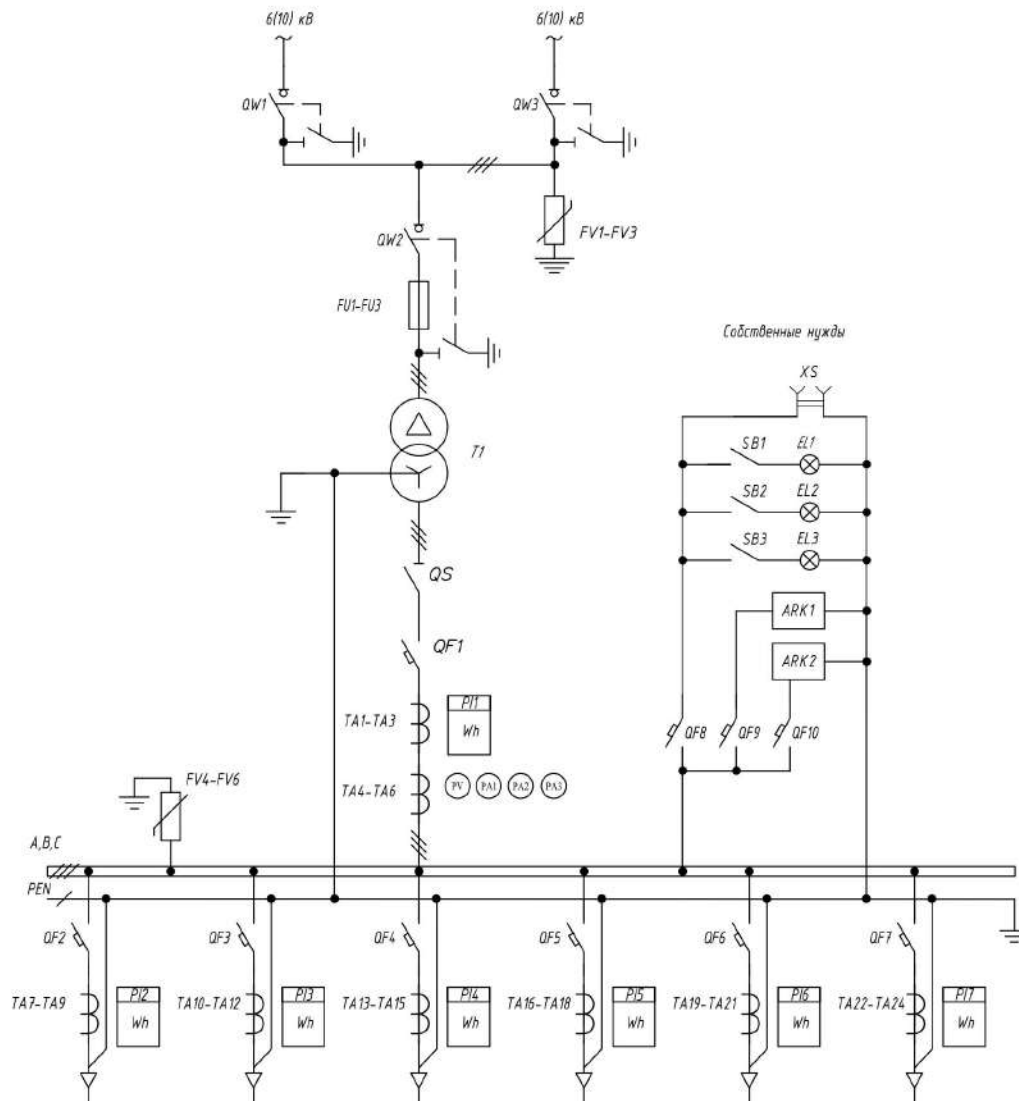 6(10) кВ 6(10) кВ
QW1 QW3
QW2 FV1-FV3
FU1-FU3
Собственные нужды
XS
T1 SB1 EL1
SB2 EL2
SB3 EL3
QS
ARK1
QF1
ARK2
TA1-TA3 PI1
Wh QF8 QF9 QF10
FV4-FV6 TA4-TA6 PV PA1 PA2 PA3
A,B,C
PEN
QF2 QF3 QF4 QF5 QF6 QF7
TA7-TA9 PI2 TA10-TA12 PI3 TA13-TA15 PI4 TA16-TA18 PI5 TA19-TA21 PI6 TA22-TA24 PI7
Wh Wh Wh Wh Wh Wh